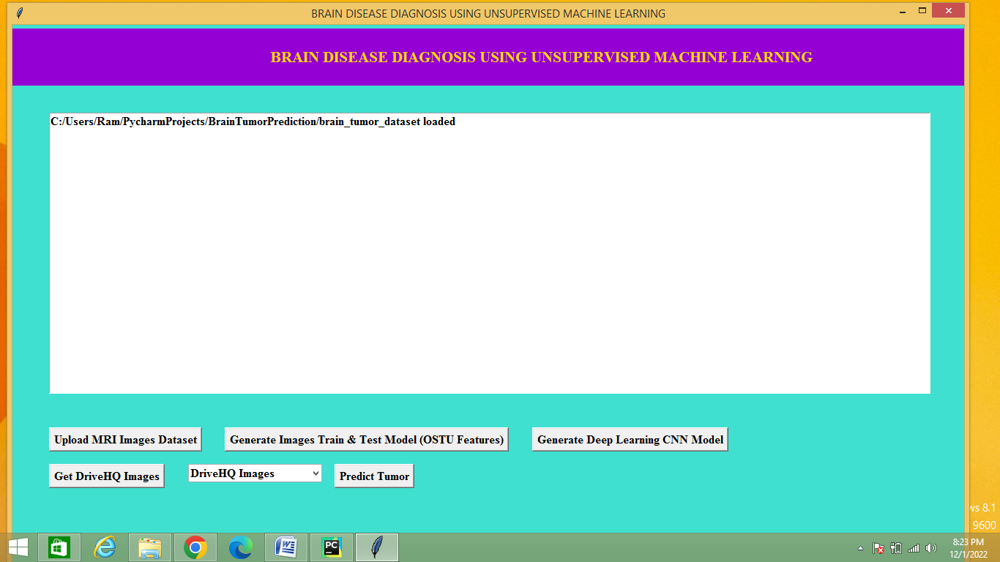 BRAIN DISEASE DIAGNOSIS USING UNSUPERVISED MACHINE LEARNING
BRAIN DISEASE DIAGNOSIS USING UNSUPERVISED MACHINE LEARNING
C:/Users/Ram/PycharmProjects/BrainTumorPrediction/brain_tumor_dataset loaded
Upload MRI Images Dataset Generate Images Train & Test Model (OSTU Features) Generate Deep Learning CNN Model
Get DriveHQ Images DriveHQ Images Predict Tumor
ws 8.1
9600
PC 8:23 PM
12/1/2022